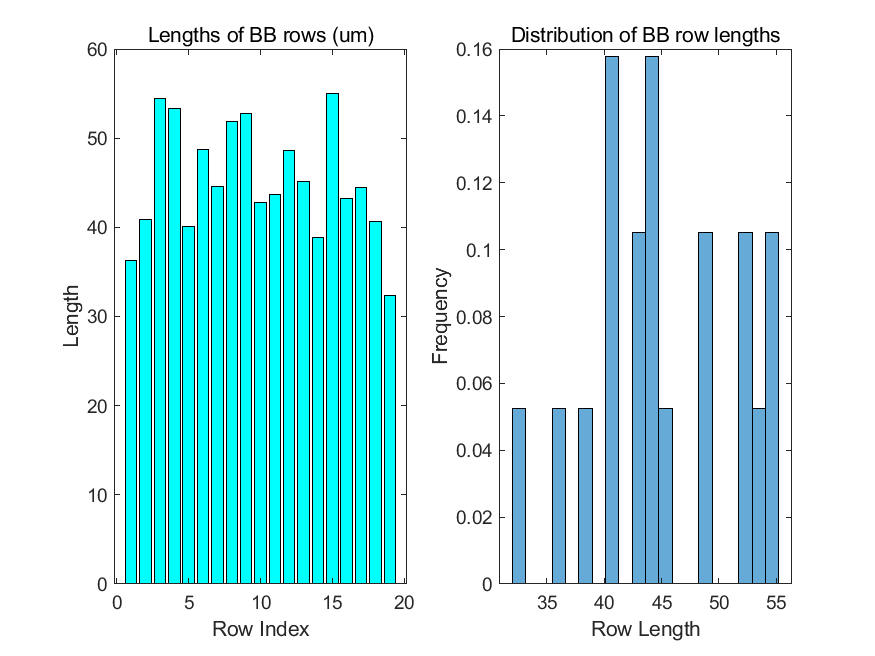 Lengths of BB rows (um)
60
50
40
30
20
10
0
Length
0 5 10 15 20
Row Index
Distribution of BB row lengths
0.16
0.14
0.12
0.1
0.08
0.06
0.04
0.02
0
Frequency
35 40 45 50 55
Row Length